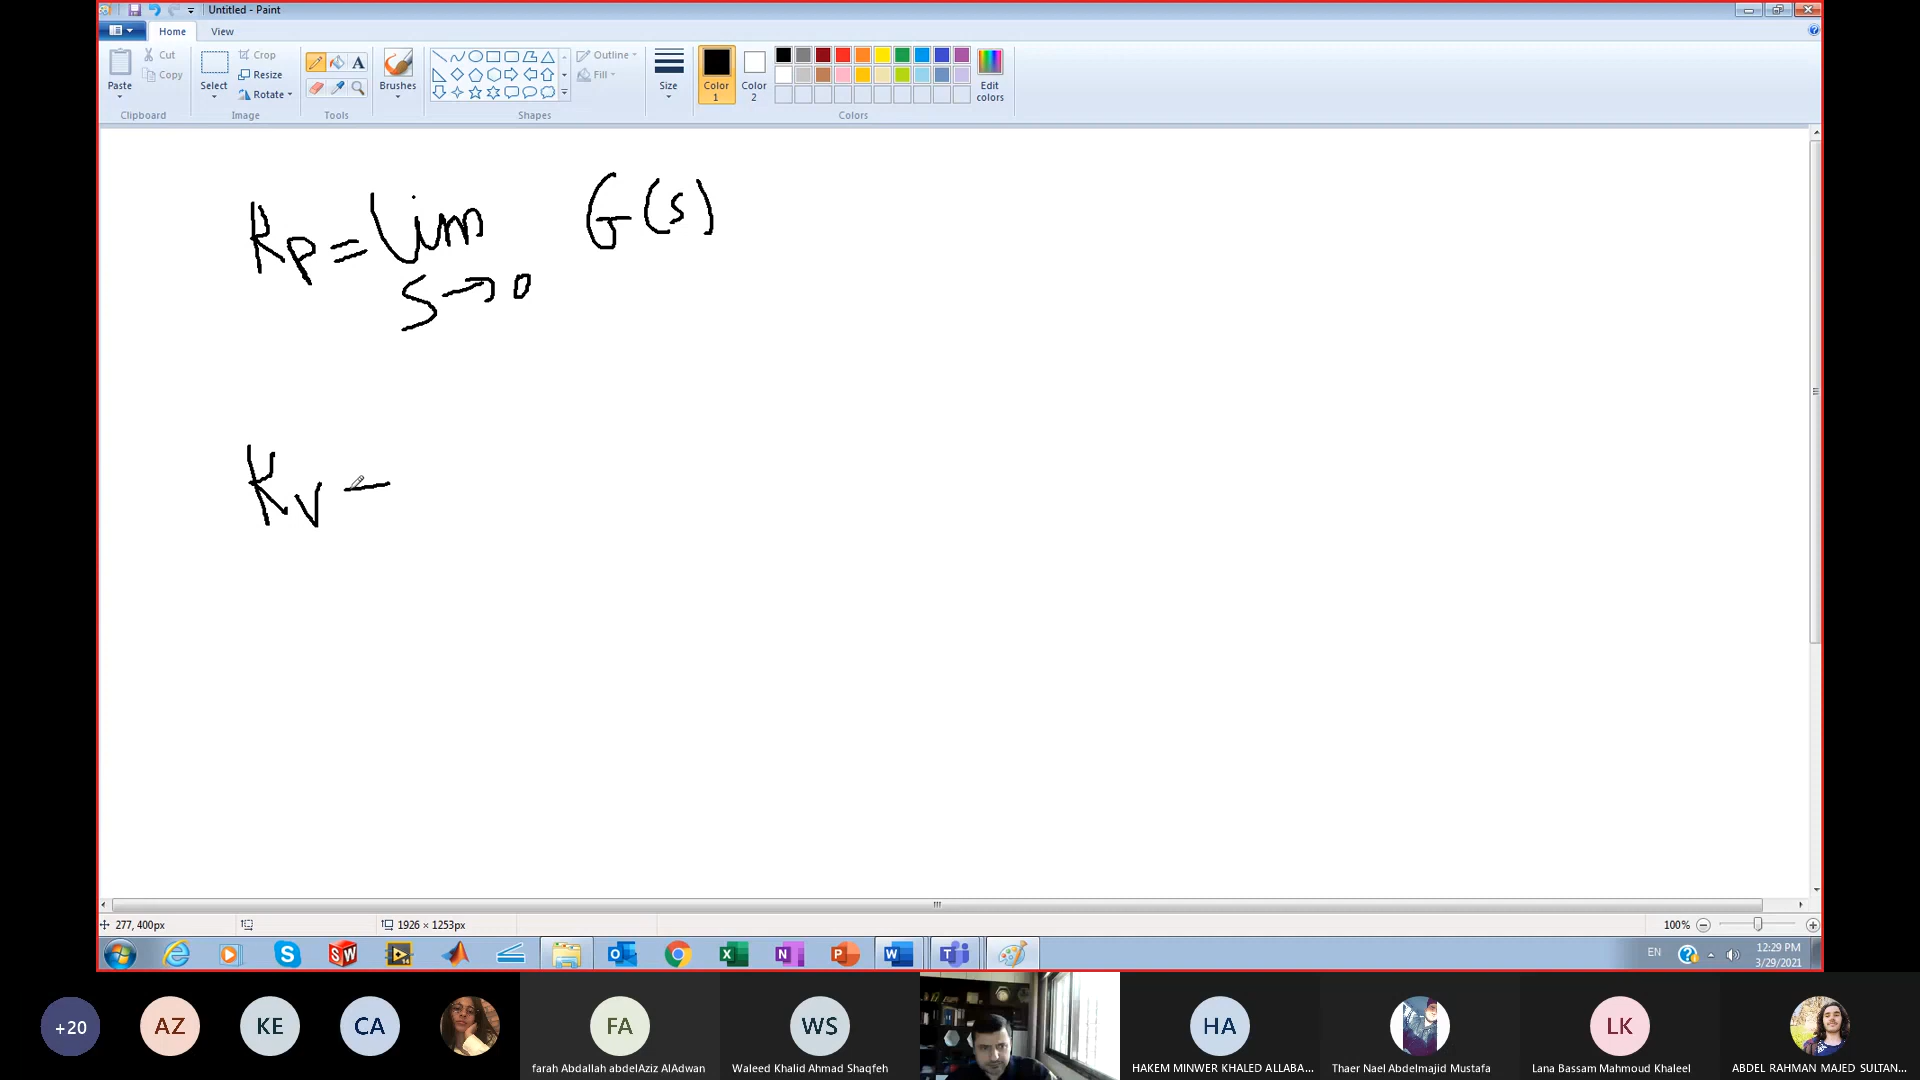 Untitled - Paint
Home
View
Paste
Cut
Copy
Clipboard
Select
Crop
Resize
Rotate
Image
Tools
Brushes
Shapes
Outline
Fill
Size
Color 1
Color 2
Edit colors
Colors
Kp = lim G(s)
S→0
Kv -
277, 400px
1926 × 1253px
100%
EN
12:29 PM
3/29/2021
+20
AZ
KE
CA
FA
WS
HA
LK
farah Abdallah abdelAziz AlAdwan
Waleed Khalid Ahmad Shaqfeh
HAKEM MINWER KHALED ALLABA...
Thaer Nael Abdelmajid Mustafa
Lana Bassam Mahmoud Khaleel
ABDEL RAHMAN MAJED SULTAN...